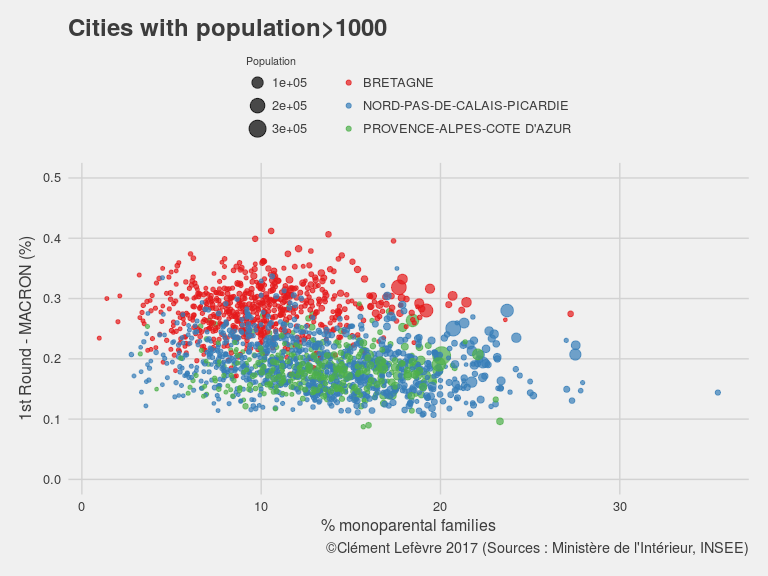 Cities with population>1000
Population
1e+05
2e+05
3e+05
BRETAGNE
NORD-PAS-DE-CALAIS-PICARDIE
PROVENCE-ALPES-COTE D'AZUR
1st Round - MACRON (%)
0.5
0.4
0.3
0.2
0.1
0.0
0
10
20
30
% monoparental families
©Clément Lefèvre 2017 (Sources : Ministère de l'Intérieur, INSEE)